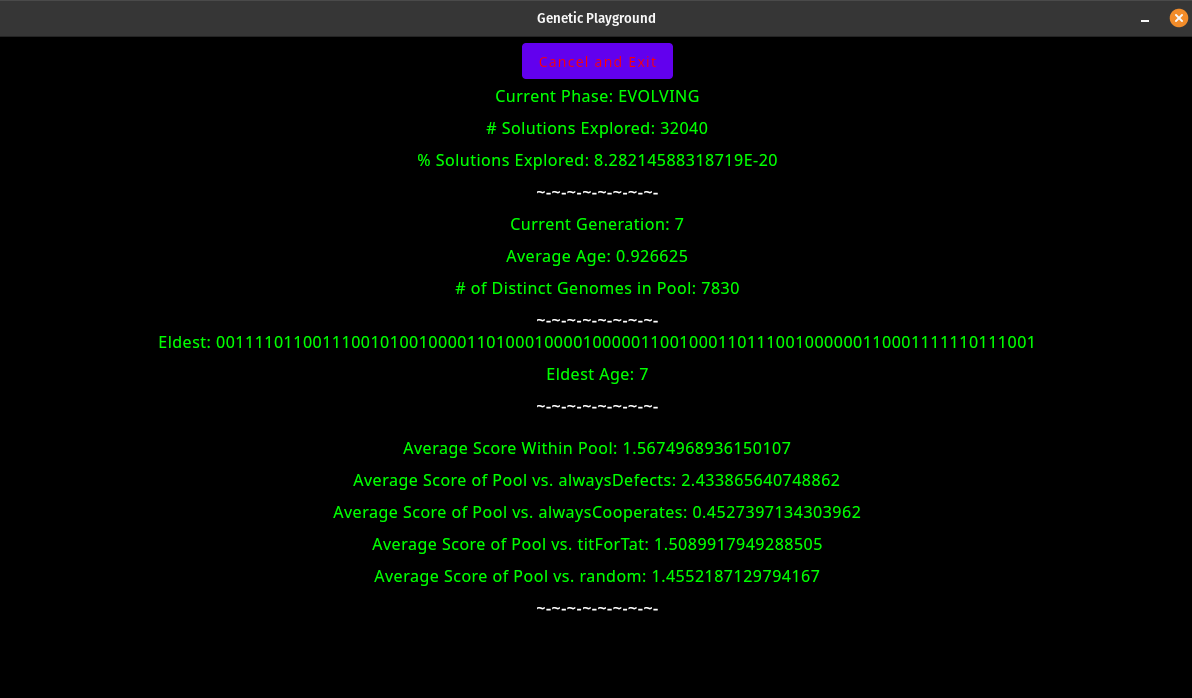 Genetic Playground
Cancel and Exit
Current Phase: EVOLVING
# Solutions Explored: 32040
% Solutions Explored: 8.28214588318719E-20
~-~-~-~-~-~-~-~-
Current Generation: 7
Average Age: 0.926625
# of Distinct Genomes in Pool: 7830
~-~-~-~-~-~-~-~-
Eldest: 0011110110011100101001000011010001000010000011001000110111001000000110001111110111001
Eldest Age: 7
~-~-~-~-~-~-~-~-
Average Score Within Pool: 1.5674968936150107
Average Score of Pool vs. alwaysDefects: 2.433865640748862
Average Score of Pool vs. alwaysCooperates: 0.4527397134303962
Average Score of Pool vs. titForTat: 1.5089917949288505
Average Score of Pool vs. random: 1.4552187129794167
~-~-~-~-~-~-~-~-